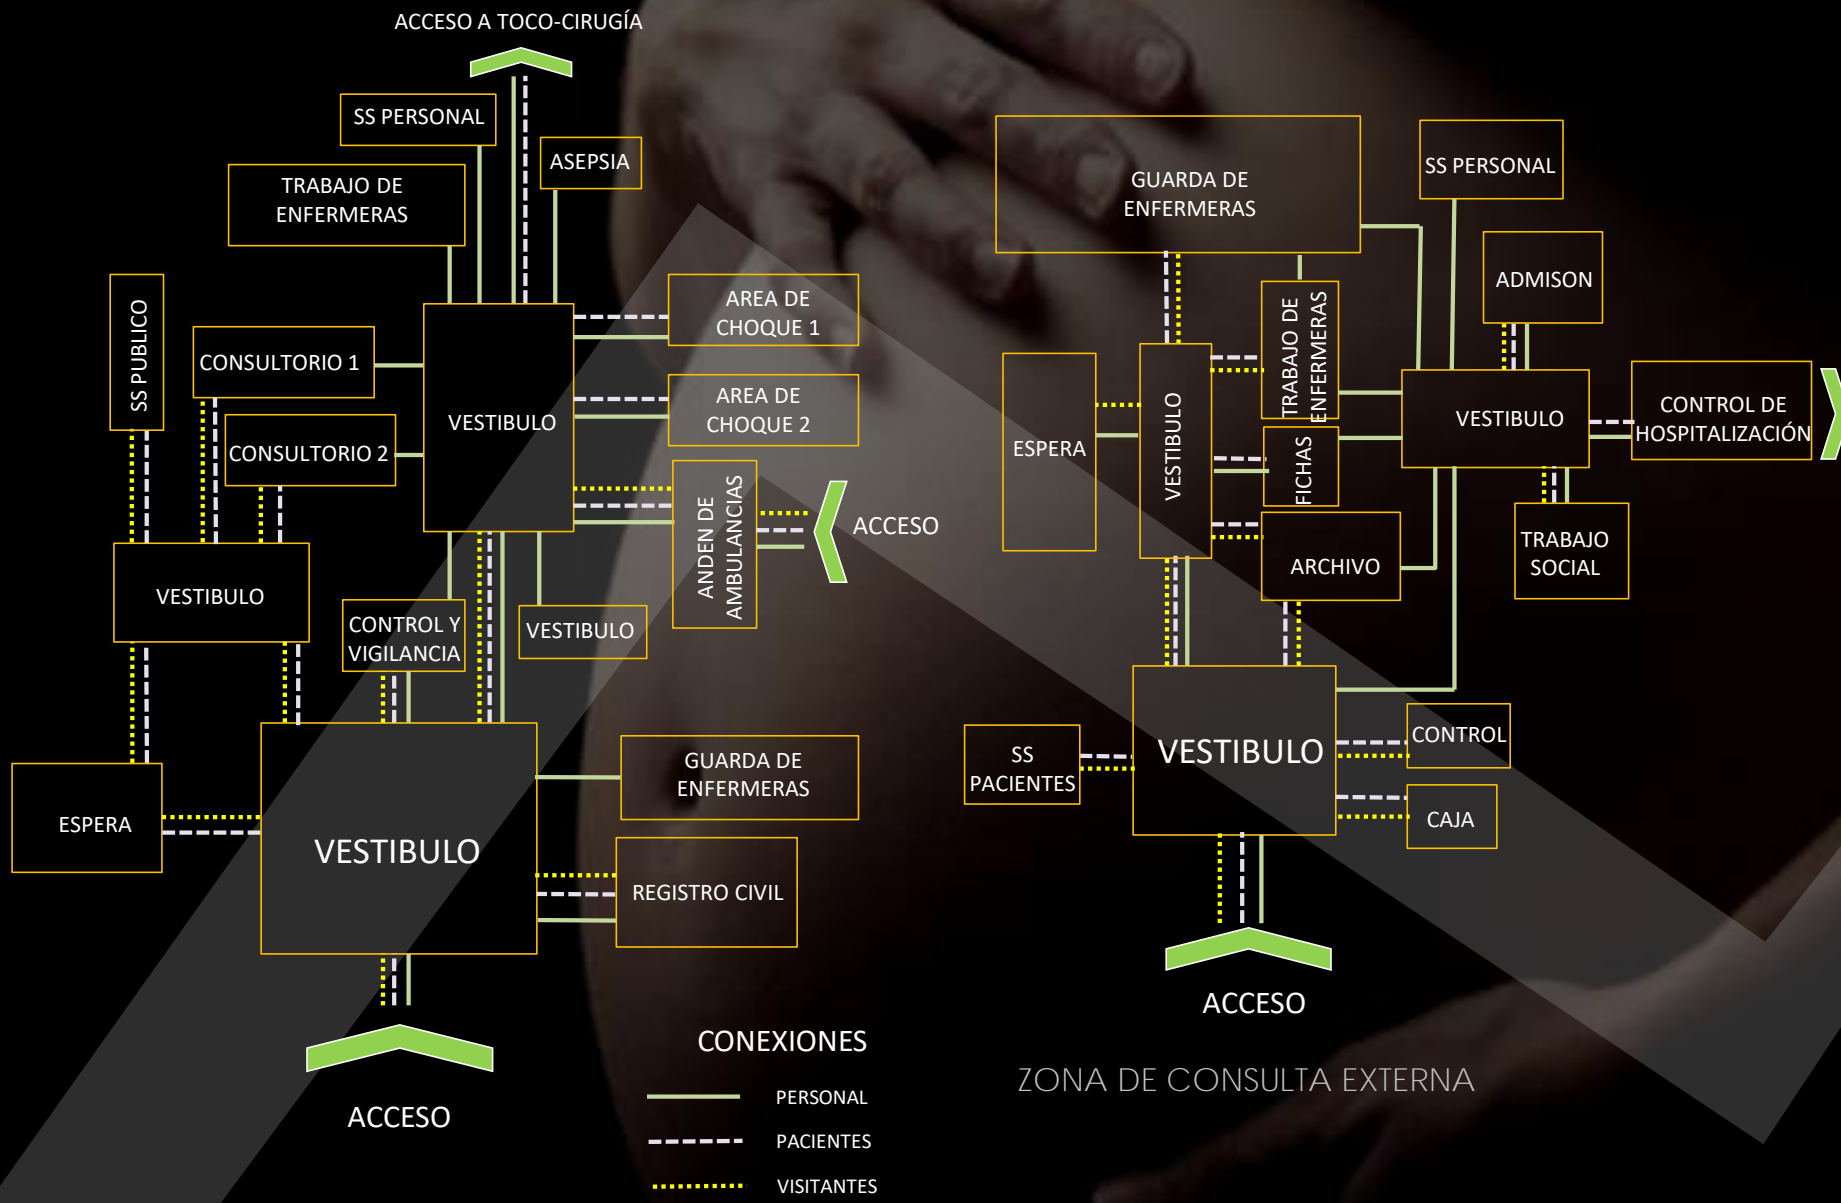 ACCESO A TOCO-CIRUGÍA
SS PERSONAL
ASEPSIA
TRABAJO DE
ENFERMERAS
SS PUBLICO
CONSULTORIO 1
CONSULTORIO 2
VESTIBULO
AREA DE
CHOQUE 1
AREA DE
CHOQUE 2
ANDEN DE
AMBULANCIAS
ACCESO
VESTIBULO
CONTROL Y
VIGILANCIA
VESTIBULO
ESPERA
VESTIBULO
GUARDA DE
ENFERMERAS
REGISTRO CIVIL
ACCESO
CONEXIONES
PERSONAL
PACIENTES
VISITANTES
GUARDA DE
ENFERMERAS
SS PERSONAL
ADMISON
TRABAJO DE
ENFERMERAS
ESPERA
VESTIBULO
FICHAS
VESTIBULO
CONTROL DE
HOSPITALIZACIÓN
ARCHIVO
TRABAJO
SOCIAL
SS
PACIENTES
VESTIBULO
CONTROL
CAJA
ACCESO
ZONA DE CONSULTA EXTERNA